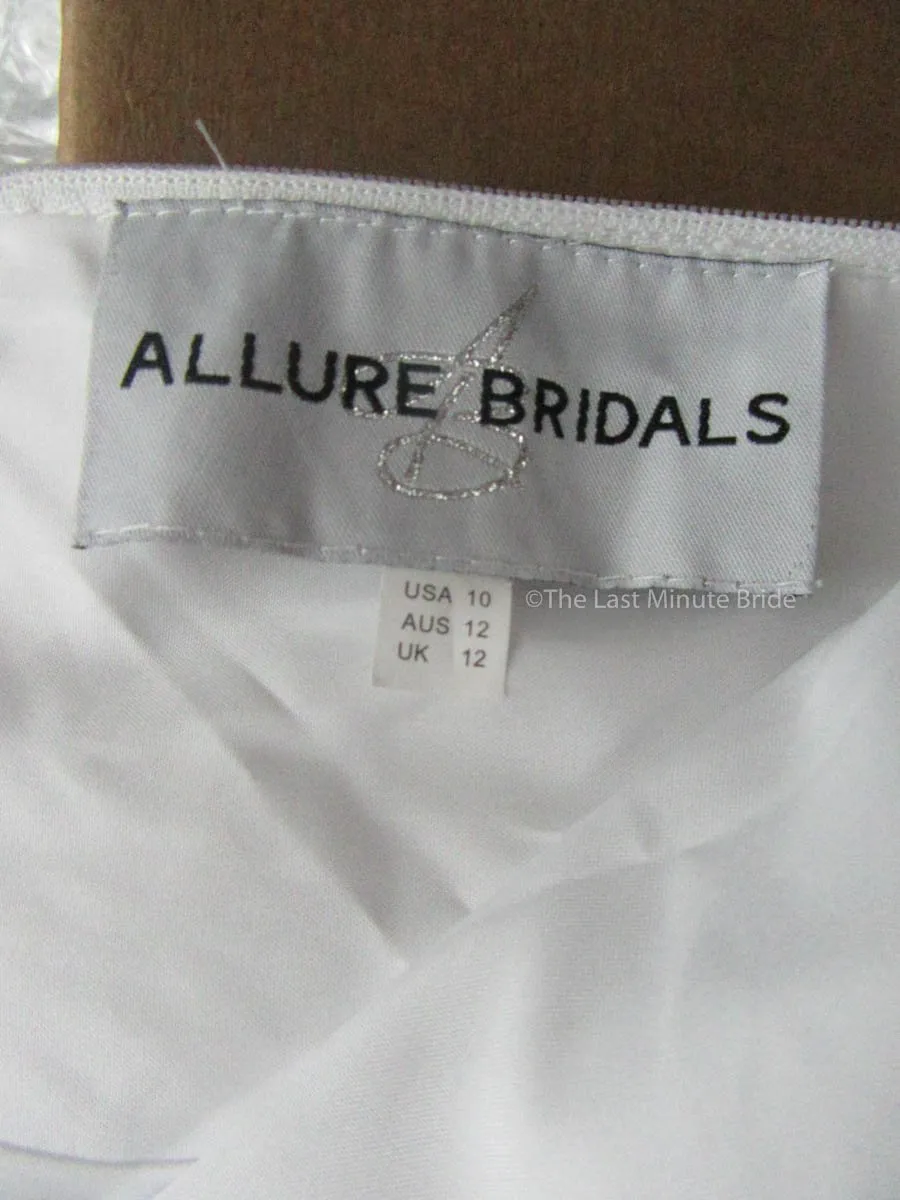 ALLURE BRIDALS
USA 10
©The Last Minute Bride
AUS 12
UK 12